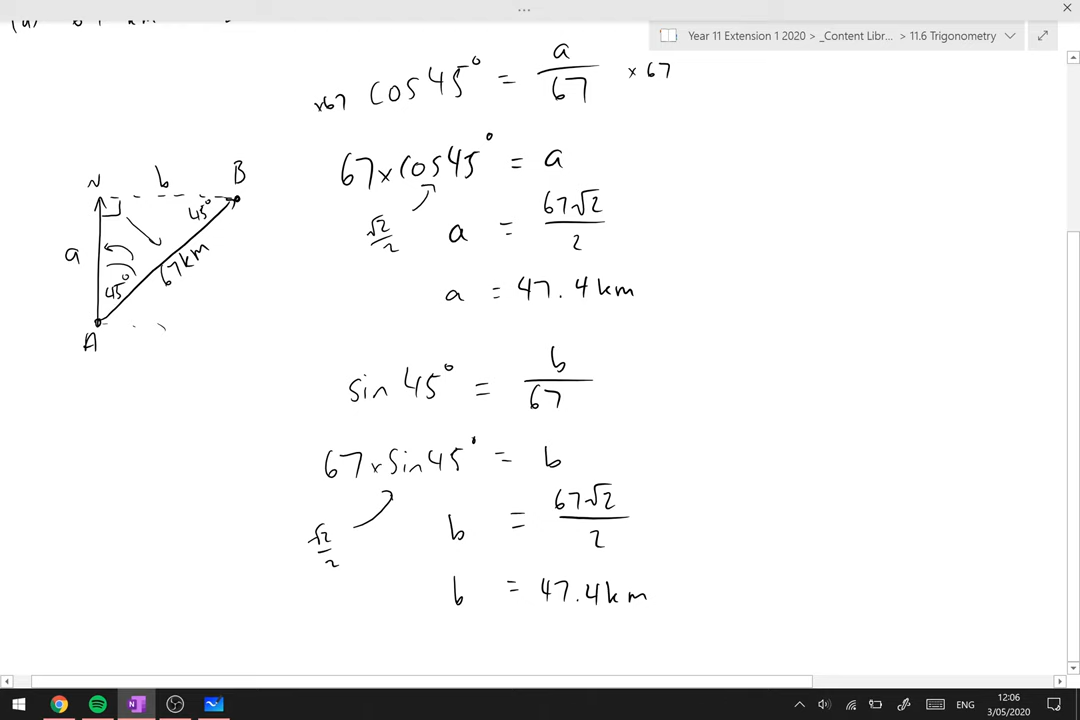 Year 11 Extension 1 2020 > _Content Libr... > 11.6 Trigonometry
×67 cos 45° = a/67 × 67
67 × cos 45° = a
√2/2
a = 67√2/2
a = 47.4 km
N b B
45°
a
67 km
45°
A
sin 45° = b/67
67 × sin 45° = b
√2/2
b = 67√2/2
b = 47.4 km
ENG
12:06
3/05/2020